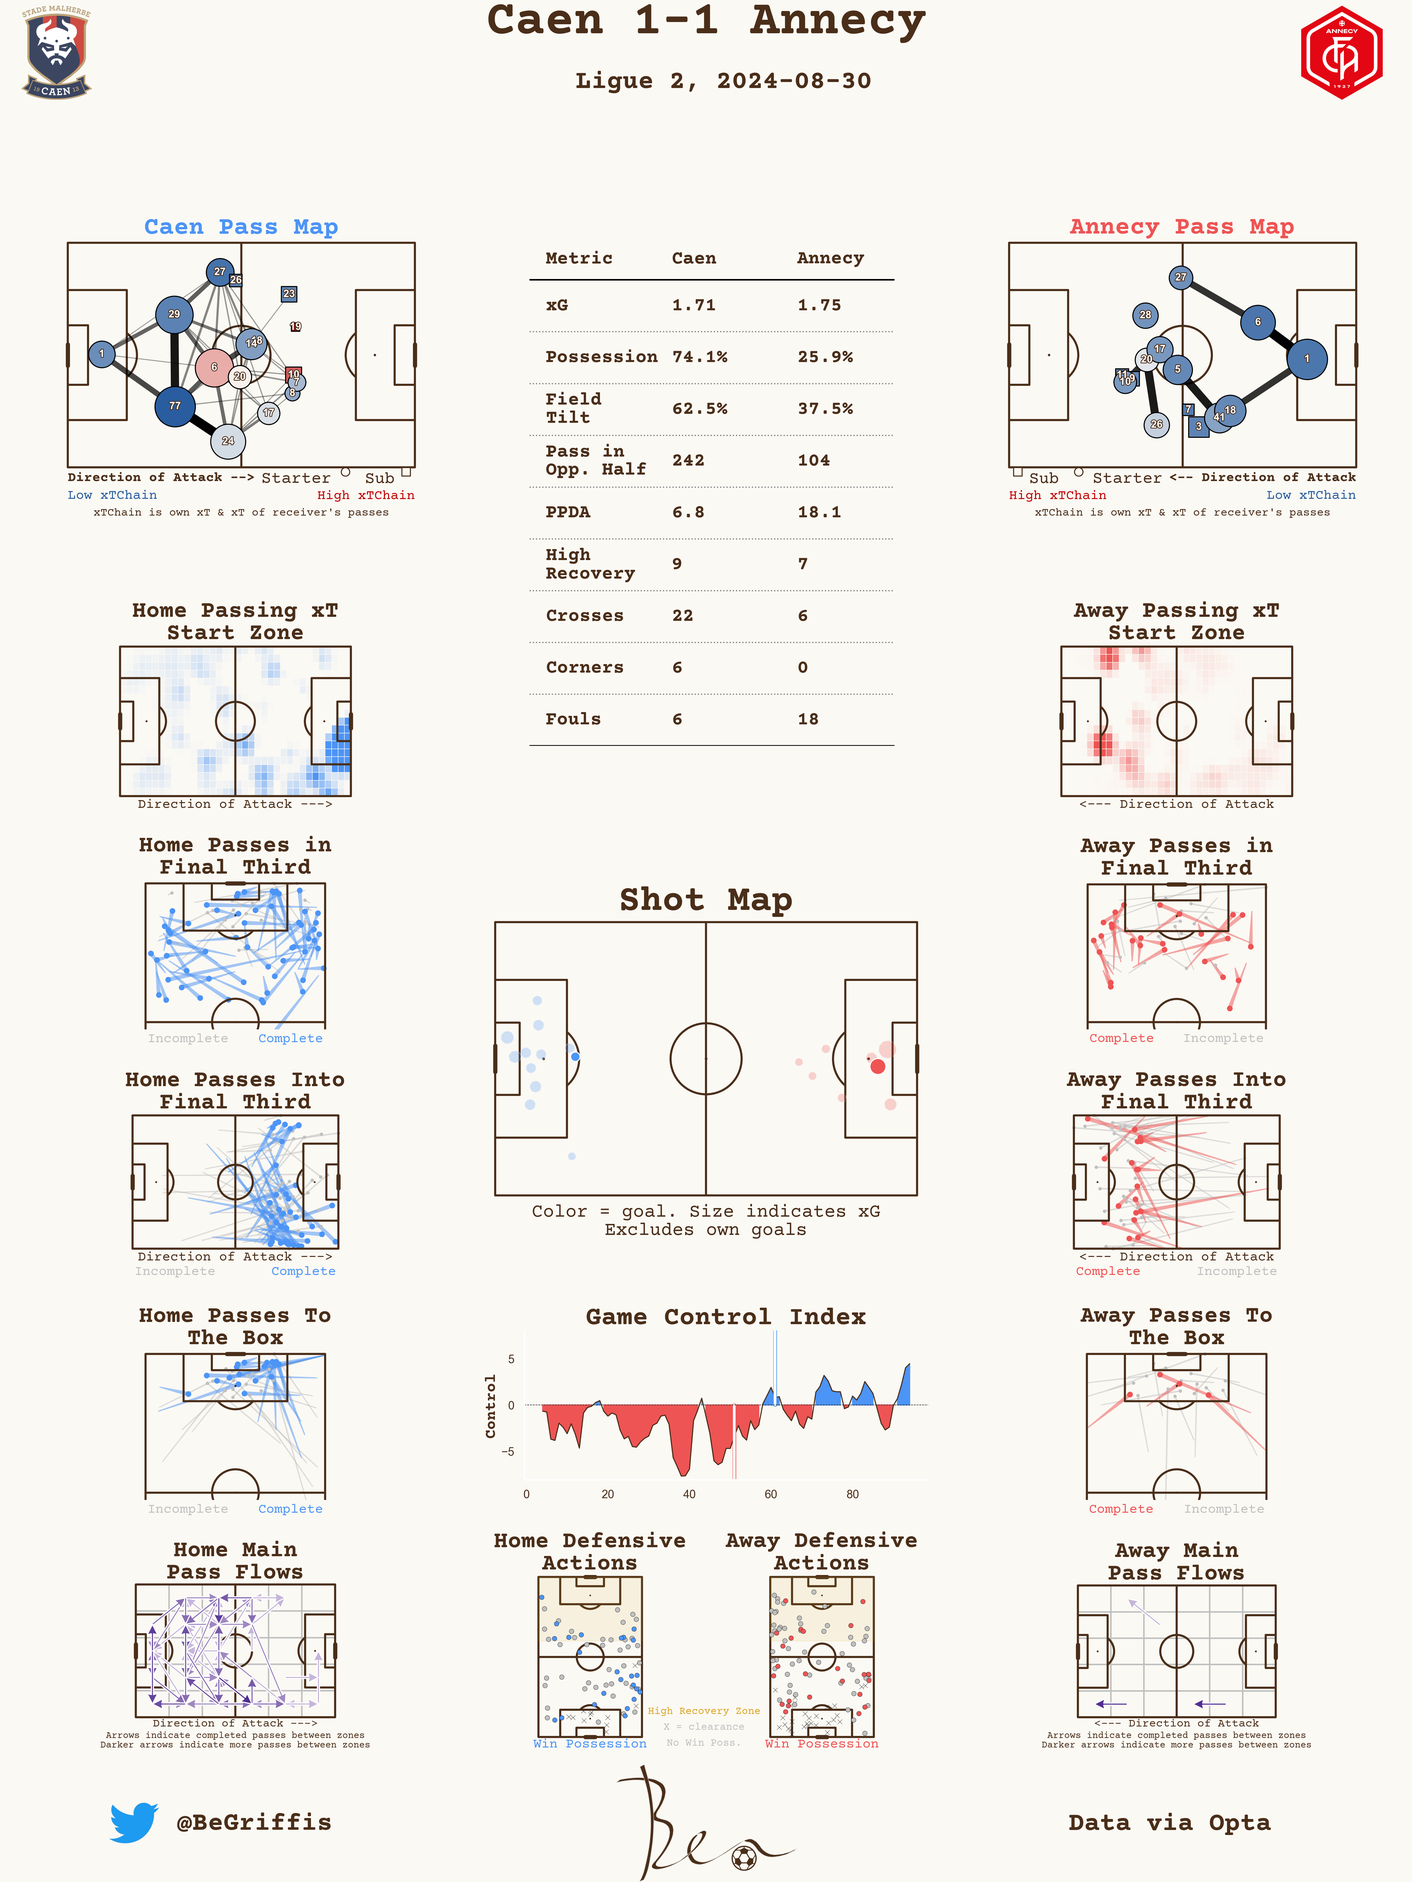 Caen 1-1 Annecy
Ligue 2, 2024-08-30
STADE MALHERBE
19 CAEN 13
ANNECY
1927
Caen Pass Map
27
26
23
29
19
1
14
18
6
20
10
7
8
77
17
24
Direction of Attack --> Starter Sub
Low xTChain High xTChain
xTChain is own xT & xT of receiver's passes
Metric Caen Annecy
xG 1.71 1.75
Possession 74.1% 25.9%
Field
Tilt 62.5% 37.5%
Pass in
Opp. Half 242 104
PPDA 6.8 18.1
High
Recovery 9 7
Crosses 22 6
Corners 6 0
Fouls 6 18
Annecy Pass Map
27
28
6
17
20
1
5
11
10
9
7
41
18
26
3
Sub Starter <-- Direction of Attack
High xTChain Low xTChain
xTChain is own xT & xT of receiver's passes
Home Passing xT
Start Zone
Direction of Attack --->
Away Passing xT
Start Zone
<--- Direction of Attack
Home Passes in
Final Third
Incomplete Complete
Away Passes in
Final Third
Complete Incomplete
Shot Map
Color = goal. Size indicates xG
Excludes own goals
Home Passes Into
Final Third
Direction of Attack --->
Incomplete Complete
Away Passes Into
Final Third
<--- Direction of Attack
Complete Incomplete
Home Passes To
The Box
Incomplete Complete
Game Control Index
Control
5
0
−5
0 20 40 60 80
Away Passes To
The Box
Complete Incomplete
Home Main
Pass Flows
Direction of Attack --->
Arrows indicate completed passes between zones
Darker arrows indicate more passes between zones
Home Defensive
Actions
Win Possession
Away Defensive
Actions
Win Possession
High Recovery Zone
X = clearance
No Win Poss.
Away Main
Pass Flows
<--- Direction of Attack
Arrows indicate completed passes between zones
Darker arrows indicate more passes between zones
@BeGriffis
Ben
Data via Opta